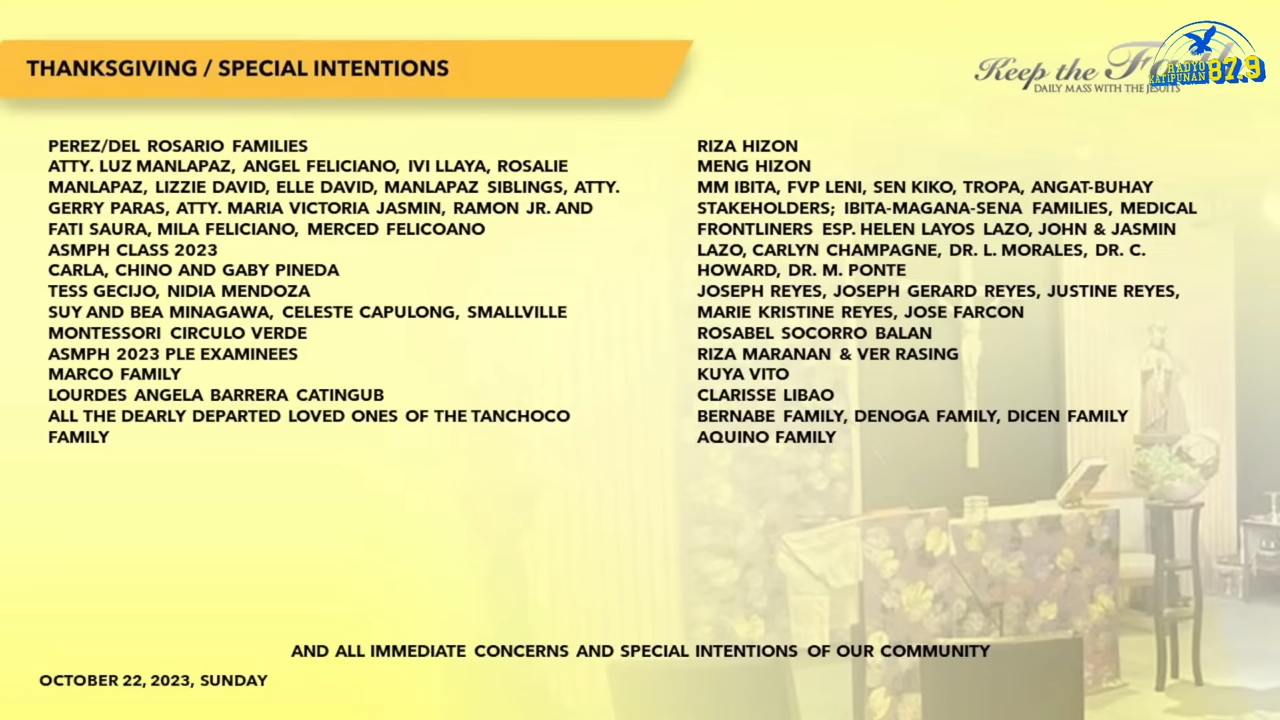 THANKSGIVING / SPECIAL INTENTIONS
Keep the
DAILY MASS WITH THE JESUITS
RADYO
KATIPUNAN 87.9
PEREZ/DEL ROSARIO FAMILIES
ATTY. LUZ MANLAPAZ, ANGEL FELICIANO, IVI LLAYA, ROSALIE
MANLAPAZ, LIZZIE DAVID, ELLE DAVID, MANLAPAZ SIBLINGS, ATTY.
GERRY PARAS, ATTY. MARIA VICTORIA JASMIN, RAMON JR. AND
FATI SAURA, MILA FELICIANO, MERCED FELICOANO
ASMPH CLASS 2023
CARLA, CHINO AND GABY PINEDA
TESS GECIJO, NIDIA MENDOZA
SUY AND BEA MINAGAWA, CELESTE CAPULONG, SMALLVILLE
MONTESSORI CIRCULO VERDE
ASMPH 2023 PLE EXAMINEES
MARCO FAMILY
LOURDES ANGELA BARRERA CATINGUB
ALL THE DEARLY DEPARTED LOVED ONES OF THE TANCHOCO
FAMILY
RIZA HIZON
MENG HIZON
MM IBITA, FVP LENI, SEN KIKO, TROPA, ANGAT-BUHAY
STAKEHOLDERS; IBITA-MAGANA-SENA FAMILIES, MEDICAL
FRONTLINERS ESP. HELEN LAYOS LAZO, JOHN & JASMIN
LAZO, CARLYN CHAMPAGNE, DR. L. MORALES, DR. C.
HOWARD, DR. M. PONTE
JOSEPH REYES, JOSEPH GERARD REYES, JUSTINE REYES,
MARIE KRISTINE REYES, JOSE FARCON
ROSABEL SOCORRO BALAN
RIZA MARANAN & VER RASING
KUYA VITO
CLARISSE LIBAO
BERNABE FAMILY, DENOGA FAMILY, DICEN FAMILY
AQUINO FAMILY
AND ALL IMMEDIATE CONCERNS AND SPECIAL INTENTIONS OF OUR COMMUNITY
OCTOBER 22, 2023, SUNDAY